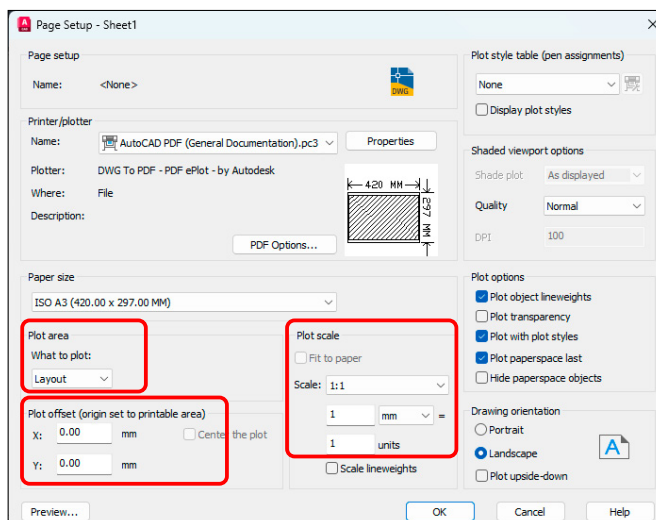 Page Setup - Sheet1
Page setup
Name: <None>
DWG
Printer/plotter
Name: AutoCAD PDF (General Documentation).pc3 Properties
Plotter: DWG To PDF - PDF ePlot - by Autodesk
Where: File
Description:
PDF Options...
420 MM
297 MM
Paper size
ISO A3 (420.00 x 297.00 MM)
Plot area
What to plot:
Layout
Plot offset (origin set to printable area)
X: 0.00 mm Center the plot
Y: 0.00 mm
Plot scale
Fit to paper
Scale: 1:1
1 mm =
1 units
Scale lineweights
Plot style table (pen assignments)
None
Display plot styles
Shaded viewport options
Shade plot As displayed
Quality Normal
DPI 100
Plot options
Plot object lineweights
Plot transparency
Plot with plot styles
Plot paperspace last
Hide paperspace objects
Drawing orientation
Portrait
Landscape
Plot upside-down
A
Preview... OK Cancel Help